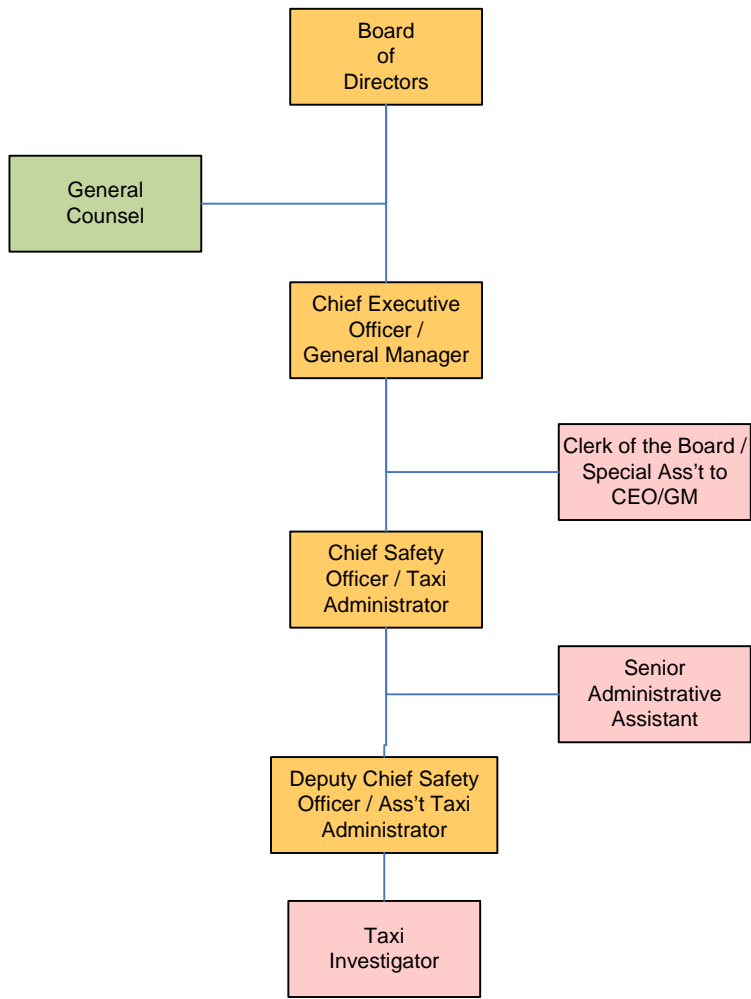 Board
of
Directors
General
Counsel
Chief Executive
Officer /
General Manager
Clerk of the Board /
Special Ass't to
CEO/GM
Chief Safety
Officer / Taxi
Administrator
Senior
Administrative
Assistant
Deputy Chief Safety
Officer / Ass't Taxi
Administrator
Taxi
Investigator